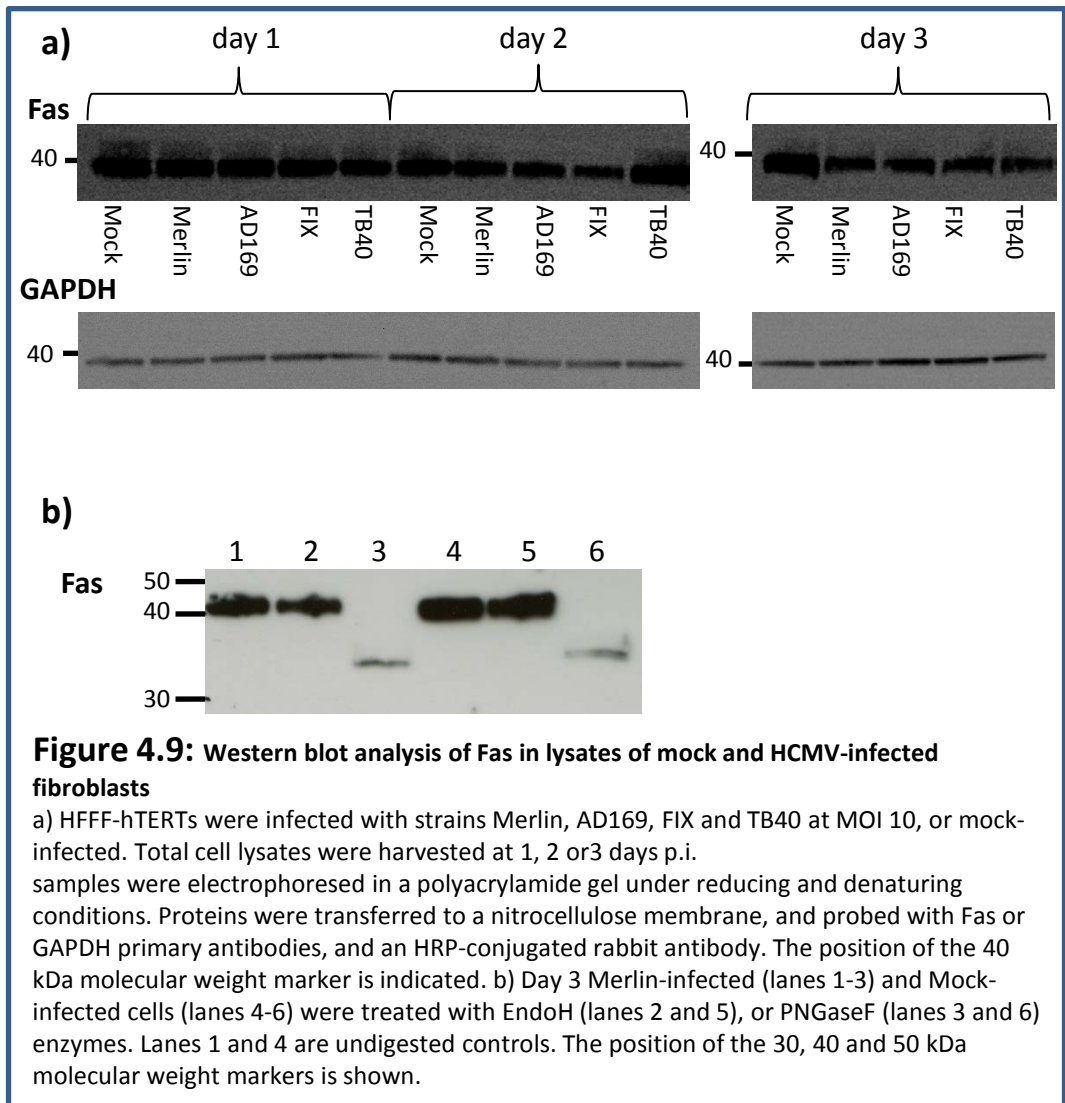 a)
day 1 day 2 day 3
Fas
40 40
Mock Merlin AD169 FIX TB40 Mock Merlin AD169 FIX TB40 Mock Merlin AD169 FIX TB40
GAPDH
40 40
b)
1 2 3 4 5 6
Fas
50
40
30
Figure 4.9: Western blot analysis of Fas in lysates of mock and HCMV-infected
fibroblasts
a) HFFF-hTERTs were infected with strains Merlin, AD169, FIX and TB40 at MOI 10, or mock-
infected. Total cell lysates were harvested at 1, 2 or3 days p.i.
samples were electrophoresed in a polyacrylamide gel under reducing and denaturing
conditions. Proteins were transferred to a nitrocellulose membrane, and probed with Fas or
GAPDH primary antibodies, and an HRP-conjugated rabbit antibody. The position of the 40
kDa molecular weight marker is indicated. b) Day 3 Merlin-infected (lanes 1-3) and Mock-
infected cells (lanes 4-6) were treated with EndoH (lanes 2 and 5), or PNGaseF (lanes 3 and 6)
enzymes. Lanes 1 and 4 are undigested controls. The position of the 30, 40 and 50 kDa
molecular weight markers is shown.